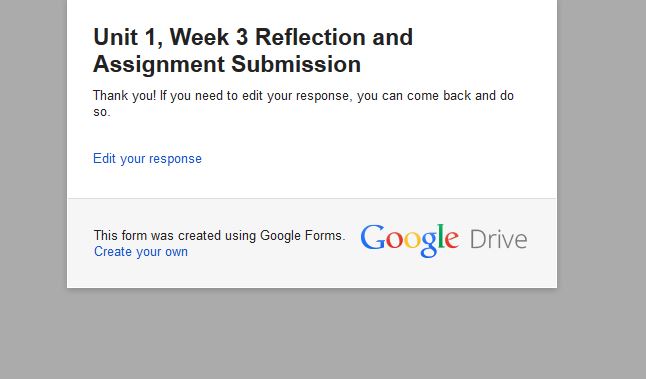 Unit 1, Week 3 Reflection and
Assignment Submission
Thank you! If you need to edit your response, you can come back and do
so.
Edit your response
This form was created using Google Forms.
Create your own
Google Drive